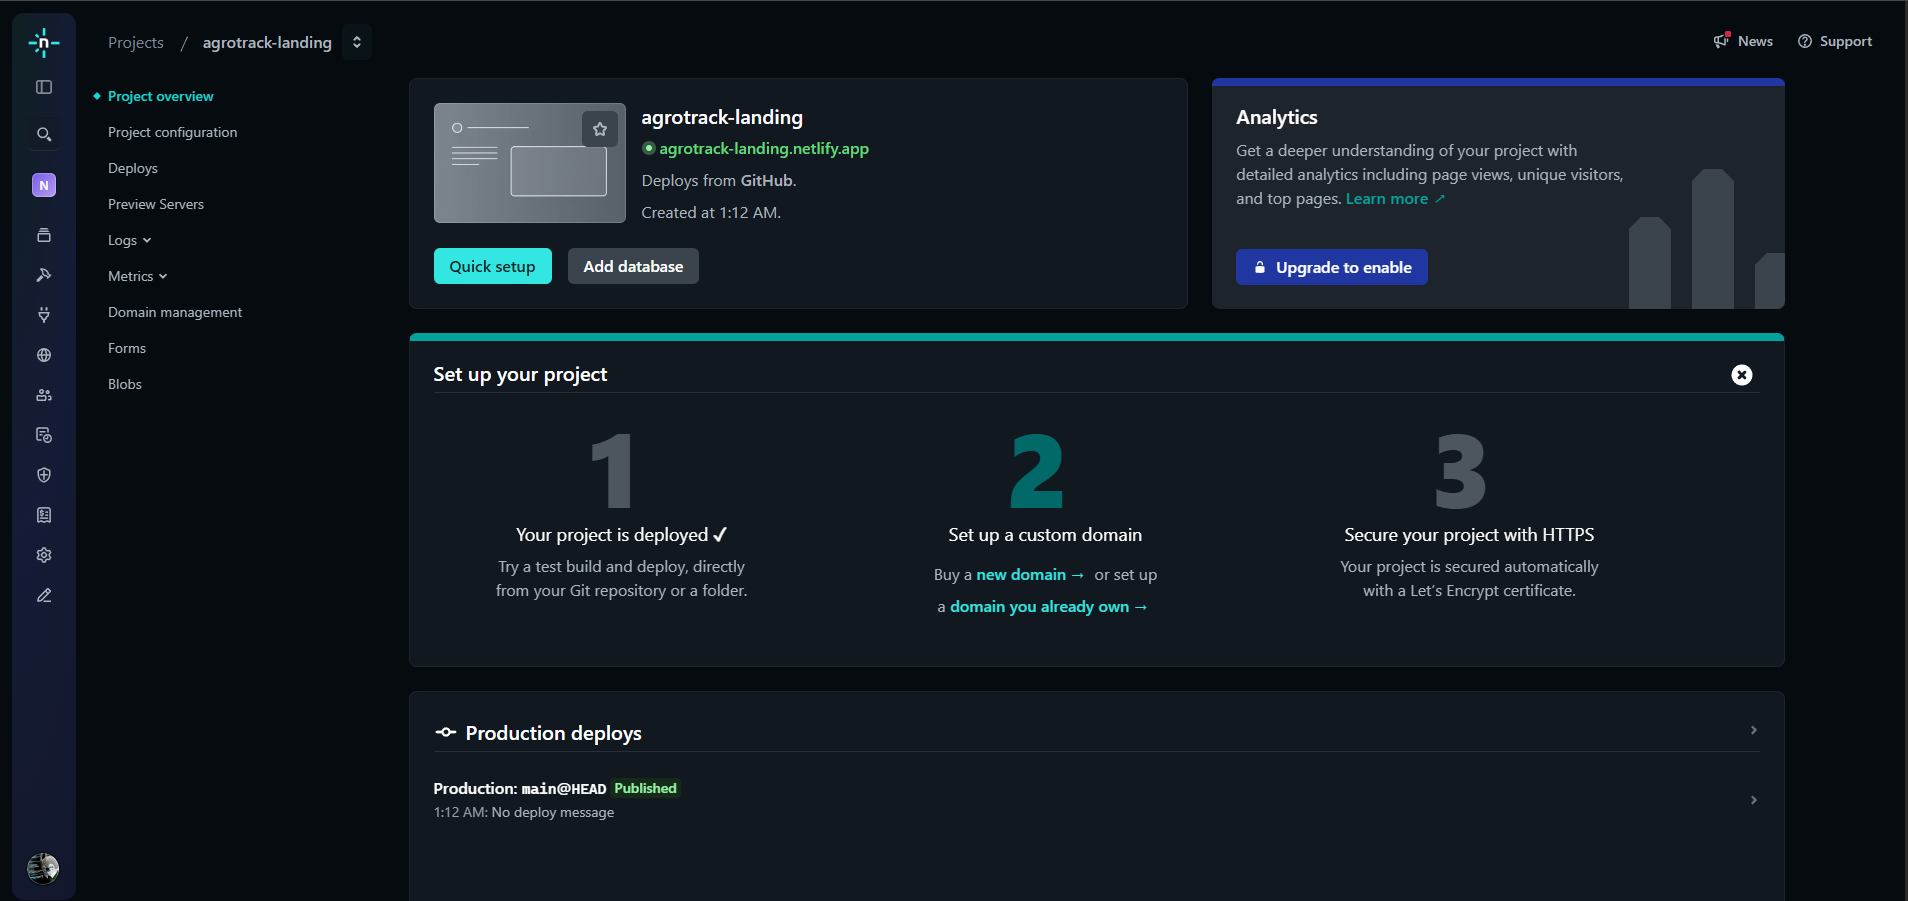 Projects / agrotrack-landing
News
Support
N
Project overview
Project configuration
Deploys
Preview Servers
Logs
Metrics
Domain management
Forms
Blobs
agrotrack-landing
agrotrack-landing.netlify.app
Deploys from GitHub.
Created at 1:12 AM.
Quick setup
Add database
Analytics
Get a deeper understanding of your project with
detailed analytics including page views, unique visitors,
and top pages. Learn more ↗
Upgrade to enable
Set up your project
1
Your project is deployed ✓
Try a test build and deploy, directly
from your Git repository or a folder.
2
Set up a custom domain
Buy a new domain → or set up
a domain you already own →
3
Secure your project with HTTPS
Your project is secured automatically
with a Let’s Encrypt certificate.
Production deploys
Production: main@HEAD Published
1:12 AM: No deploy message